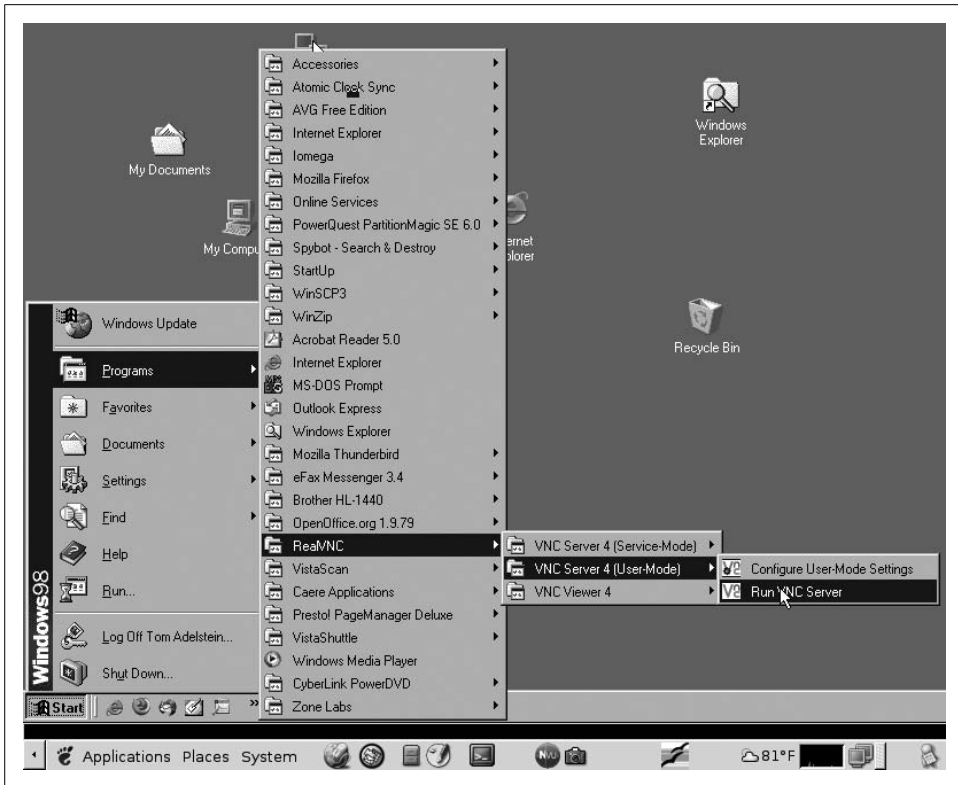 Accessories
Atomic Clock Sync
AVG Free Edition
Internet Explorer
Iomega
Mozilla Firefox
Online Services
PowerQuest PartitionMagic SE 6.0
Spybot - Search & Destroy
StartUp
WinSCP3
WinZip
Acrobat Reader 5.0
Internet Explorer
MS-DOS Prompt
Outlook Express
Windows Explorer
Mozilla Thunderbird
eFax Messenger 3.4
Brother HL-1440
OpenOffice.org 1.9.79
RealVNC
VistaScan
Caere Applications
Presto! PageManager Deluxe
VistaShuttle
Windows Media Player
CyberLink PowerDVD
Zone Labs
VNC Server 4 (Service-Mode)
VNC Server 4 (User-Mode)
VNC Viewer 4
Configure User-Mode Settings
Run VNC Server
My Documents
My Compu
ernet
plorer
Windows
Explorer
Recycle Bin
Windows98
Windows Update
Programs
Favorites
Documents
Settings
Find
Help
Run...
Log Off Tom Adelstein...
Shut Down...
Start
»
Applications Places System
81°F